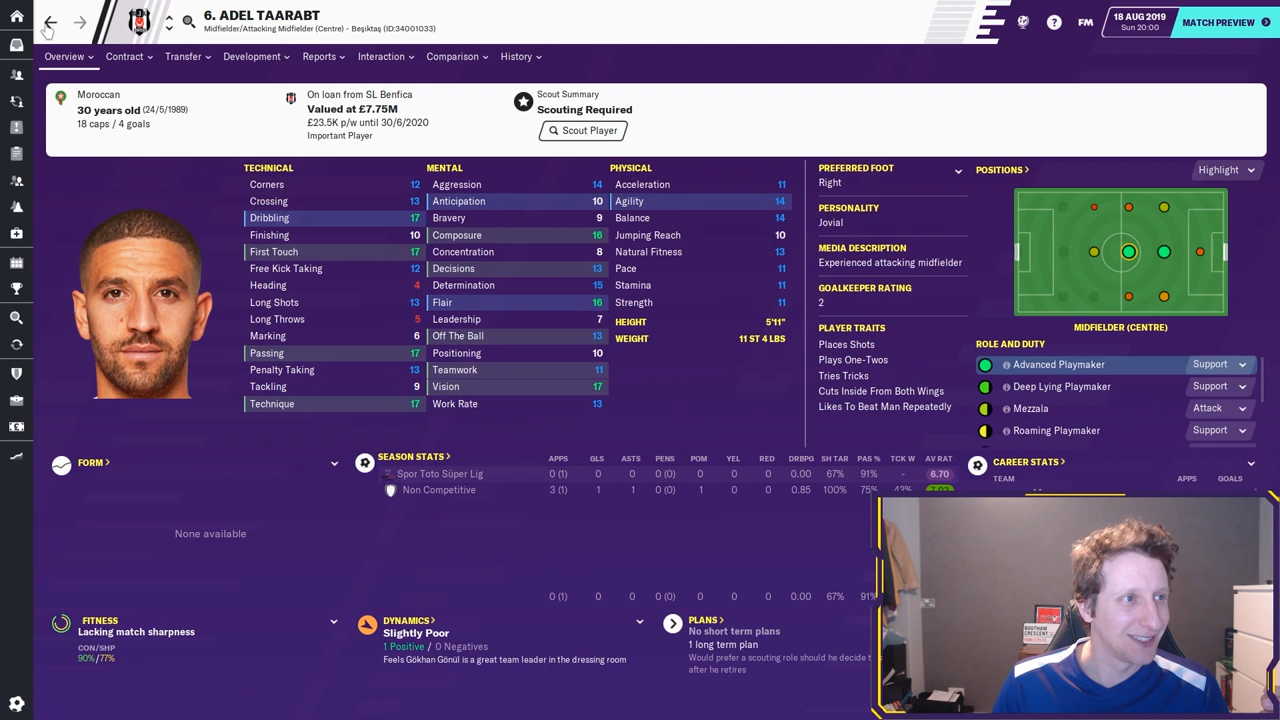 6. ADEL TAARABT
Midfielder/Attacking Midfielder (Centre) - Beşiktaş (ID:34001033)
FM
18 AUG 2019
Sun 20:00
MATCH PREVIEW
Overview Contract Transfer Development Reports Interaction Comparison History
Moroccan
30 years old (24/5/1989)
18 caps / 4 goals
On loan from SL Benfica
Valued at £7.75M
£23.5K p/w until 30/6/2020
Important Player
Scout Summary
Scouting Required
Scout Player
TECHNICAL
Corners 12
Crossing 13
Dribbling 17
Finishing 10
First Touch 17
Free Kick Taking 12
Heading 4
Long Shots 13
Long Throws 5
Marking 6
Passing 17
Penalty Taking 13
Tackling 9
Technique 17
MENTAL
Aggression 14
Anticipation 10
Bravery 9
Composure 16
Concentration 8
Decisions 13
Determination 15
Flair 16
Leadership 7
Off The Ball 13
Positioning 10
Teamwork 11
Vision 17
Work Rate 13
PHYSICAL
Acceleration 11
Agility 14
Balance 14
Jumping Reach 10
Natural Fitness 13
Pace 11
Stamina 11
Strength 11
HEIGHT 5'11"
WEIGHT 11 ST 4 LBS
PREFERRED FOOT
Right
PERSONALITY
Jovial
MEDIA DESCRIPTION
Experienced attacking midfielder
GOALKEEPER RATING
2
PLAYER TRAITS
Places Shots
Plays One-Twos
Tries Tricks
Cuts Inside From Both Wings
Likes To Beat Man Repeatedly
POSITIONS
Highlight
MIDFIELDER (CENTRE)
ROLE AND DUTY
Advanced Playmaker Support
Deep Lying Playmaker Support
Mezzala Attack
Roaming Playmaker Support
FORM
None available
SEASON STATS APPS GLS ASTS PENS POM YEL RED DRBPG SH TAR PAS % TCK W AV RAT
Spor Toto Süper Lig 0 (1) 0 0 0 (0) 0 0 0 0.00 67% 91% - 6.70
Non Competitive 3 (1) 1 1 0 (0) 1 0 0 0.85 100% 75%
0 (1) 0 0 0 (0) 0 0 0 0.00 67% 91%
CAREER STATS
TEAM APPS GOALS
FITNESS
Lacking match sharpness
CON/SHP
90%/77%
DYNAMICS
Slightly Poor
1 Positive / 0 Negatives
Feels Gökhan Gönül is a great team leader in the dressing room
PLANS
No short term plans
1 long term plan
Would prefer a scouting role should he decide
after he retires
BOOTHAM
CRESCENT